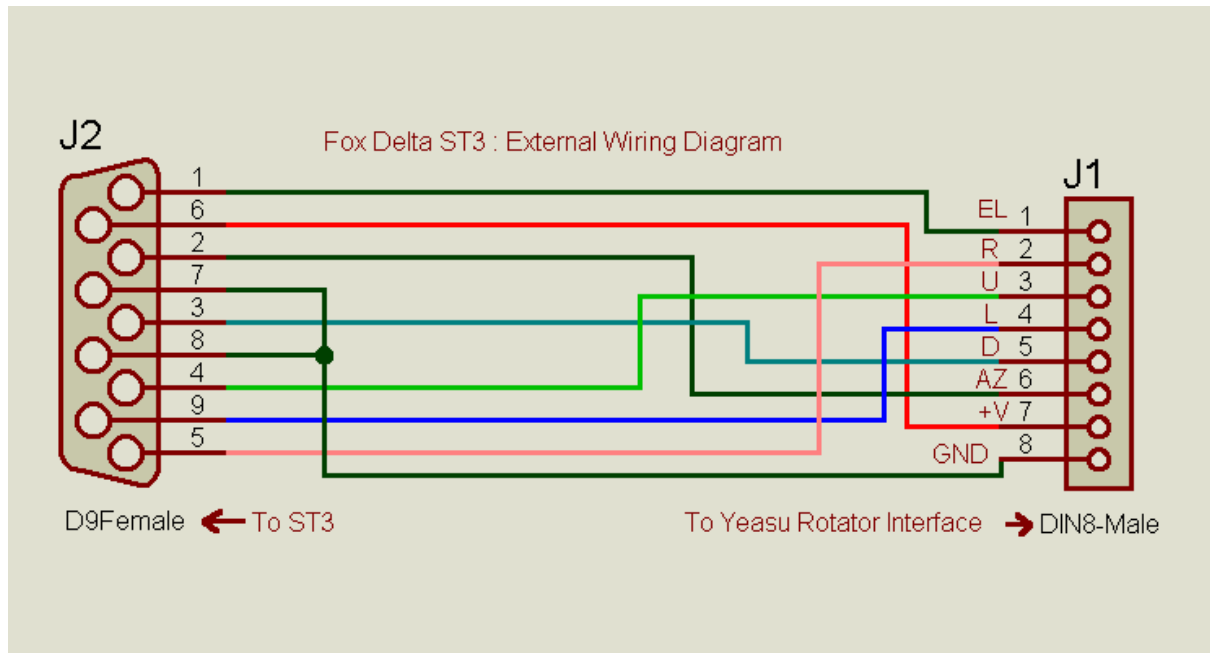 Fox Delta ST3 : External Wiring Diagram
J2
J1
1
6
2
7
3
8
4
9
5
EL 1
R 2
U 3
L 4
D 5
AZ 6
+V 7
GND 8
D9Female ← To ST3
To Yeasu Rotator Interface → DIN8-Male